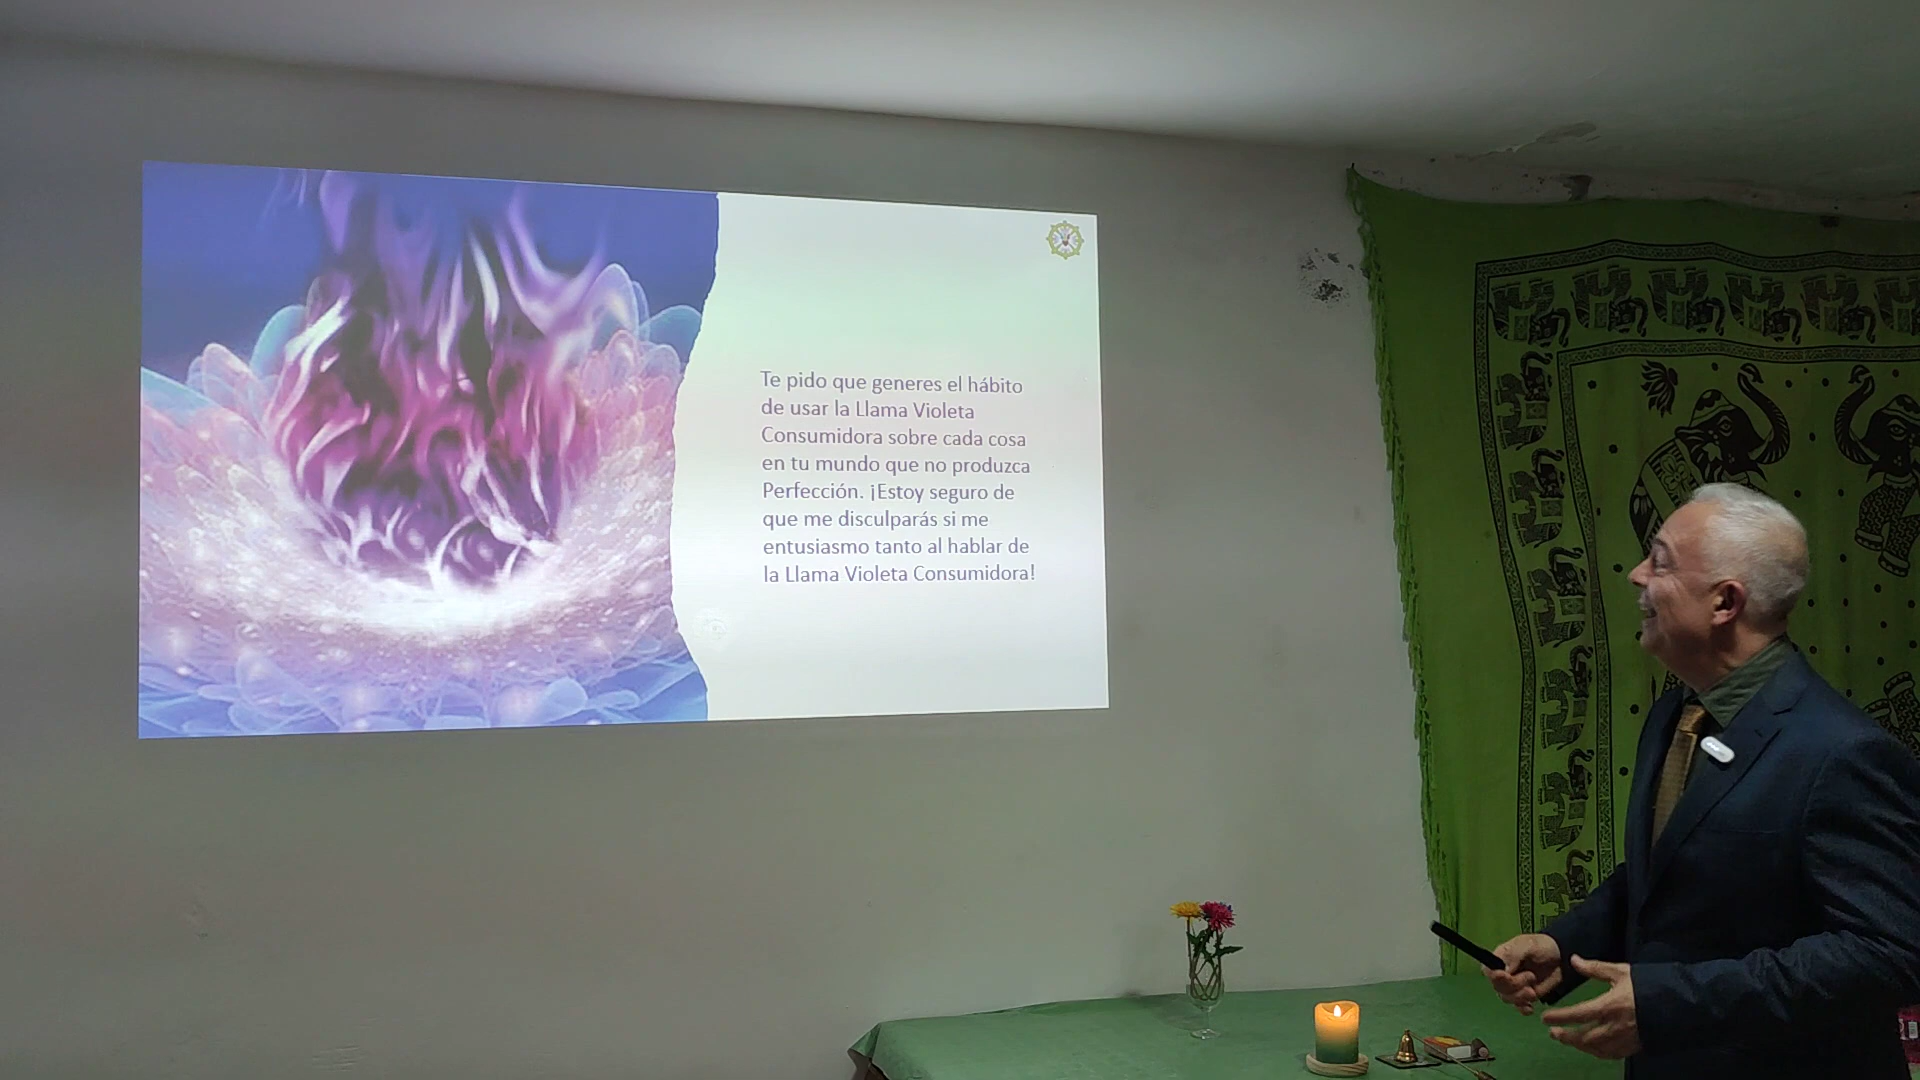 Te pido que generes el hábito
de usar la Llama Violeta
Consumidora sobre cada cosa
en tu mundo que no produzca
Perfección. ¡Estoy seguro de
que me disculparás si me
entusiasmo tanto al hablar de
la Llama Violeta Consumidora!